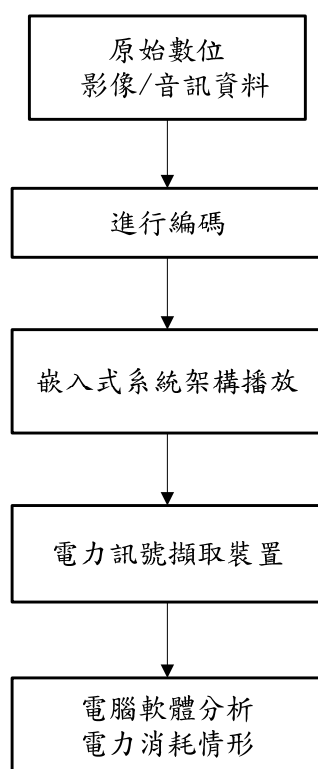 原始數位
影像/音訊資料
進行編碼
嵌入式系統架構播放
電力訊號擷取裝置
電腦軟體分析
電力消耗情形